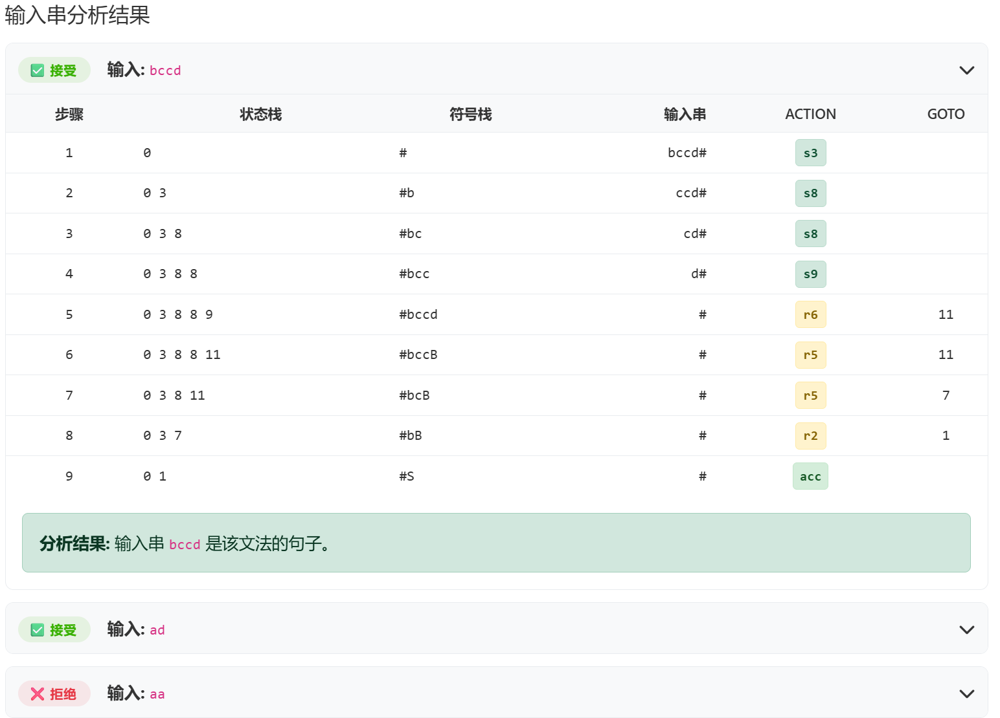 输入串分析结果
接受 输入: bccd
步骤 状态栈 符号栈 输入串 ACTION GOTO
1 0 # bccd# s3
2 0 3 #b ccd# s8
3 0 3 8 #bc cd# s8
4 0 3 8 8 #bcc d# s9
5 0 3 8 8 9 #bccd # r6 11
6 0 3 8 8 11 #bccB # r5 11
7 0 3 8 11 #bcB # r5 7
8 0 3 7 #bB # r2 1
9 0 1 #S # acc
分析结果: 输入串 bccd 是该文法的句子。
接受 输入: ad
拒绝 输入: aa